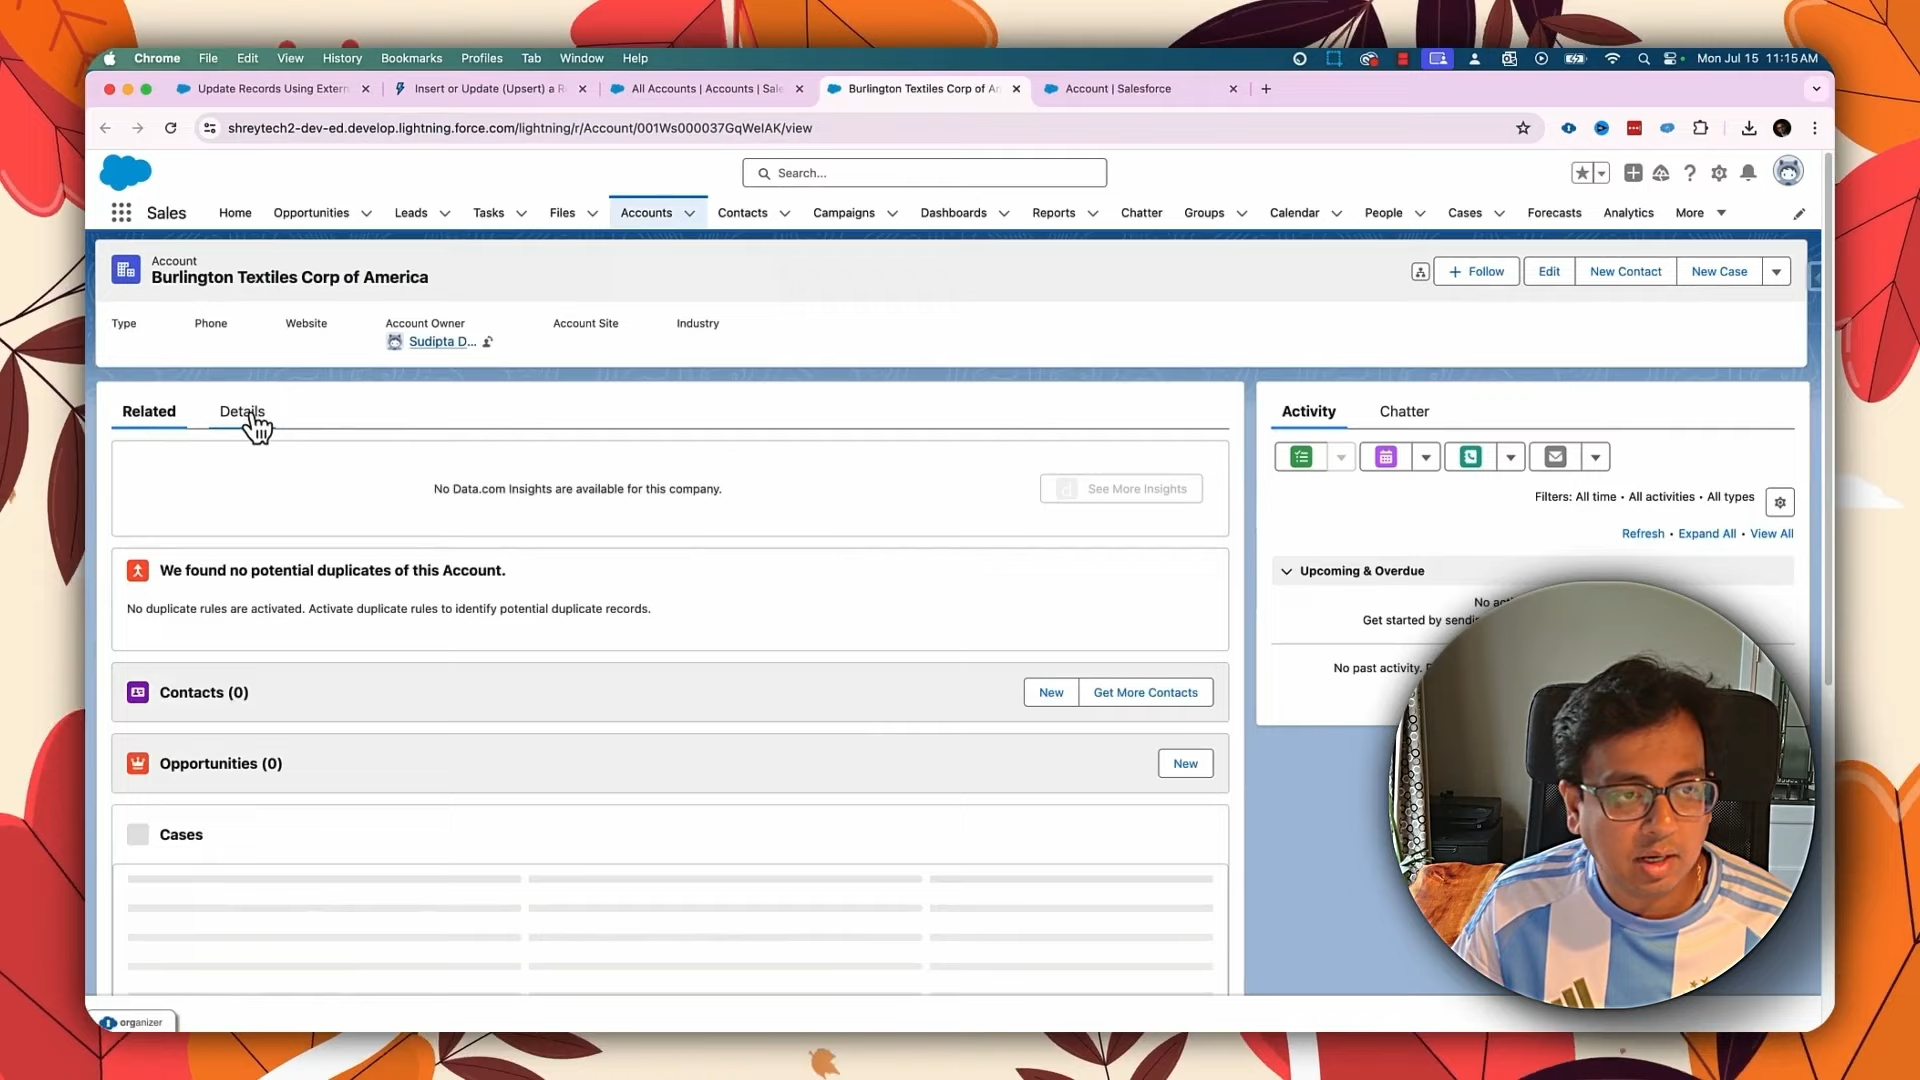 Chrome File Edit View History Bookmarks Profiles Tab Window Help Mon Jul 15 11:15 AM
Update Records Using Extern Insert or Update (Upsert) a R All Accounts | Accounts | Sale Burlington Textiles Corp of Am Account | Salesforce
shreytech2-dev-ed.develop.lightning.force.com/lightning/r/Account/001Ws000037GqWeIAK/view
Search...
Sales Home Opportunities Leads Tasks Files Accounts Contacts Campaigns Dashboards Reports Chatter Groups Calendar People Cases Forecasts Analytics More
Account
Burlington Textiles Corp of America
Follow Edit New Contact New Case
Type Phone Website Account Owner Account Site Industry
Sudipta D...
Related Details
No Data.com Insights are available for this company.
See More Insights
We found no potential duplicates of this Account.
No duplicate rules are activated. Activate duplicate rules to identify potential duplicate records.
Contacts (0) New Get More Contacts
Opportunities (0) New
Cases
Activity Chatter
Filters: All time • All activities • All types
Refresh • Expand All • View All
Upcoming & Overdue
No
Get started by
No past activity.
organizer